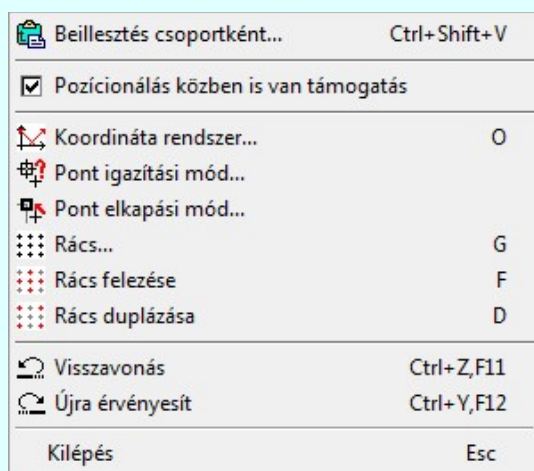 Beillesztés csoportként... Ctrl+Shift+V
Pozícionálás közben is van támogatás
Koordináta rendszer... O
Pont igazítási mód...
Pont elkapási mód...
Rács... G
Rács felezése F
Rács duplázása D
Visszavonás Ctrl+Z,F11
Újra érvényesít Ctrl+Y,F12
Kilépés Esc